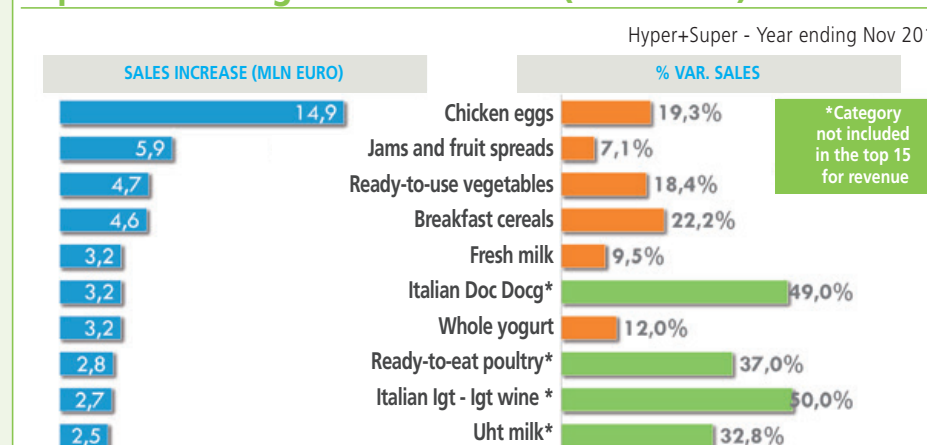 Hyper+Super - Year ending Nov 201
SALES INCREASE (MLN EURO)
% VAR. SALES
*Category
not included
in the top 15
for revenue
14,9 Chicken eggs 19,3%
5,9 Jams and fruit spreads 7,1%
4,7 Ready-to-use vegetables 18,4%
4,6 Breakfast cereals 22,2%
3,2 Fresh milk 9,5%
3,2 Italian Doc Docg* 49,0%
3,2 Whole yogurt 12,0%
2,8 Ready-to-eat poultry* 37,0%
2,7 Italian Igt - Igt wine * 50,0%
2,5 Uht milk* 32,8%